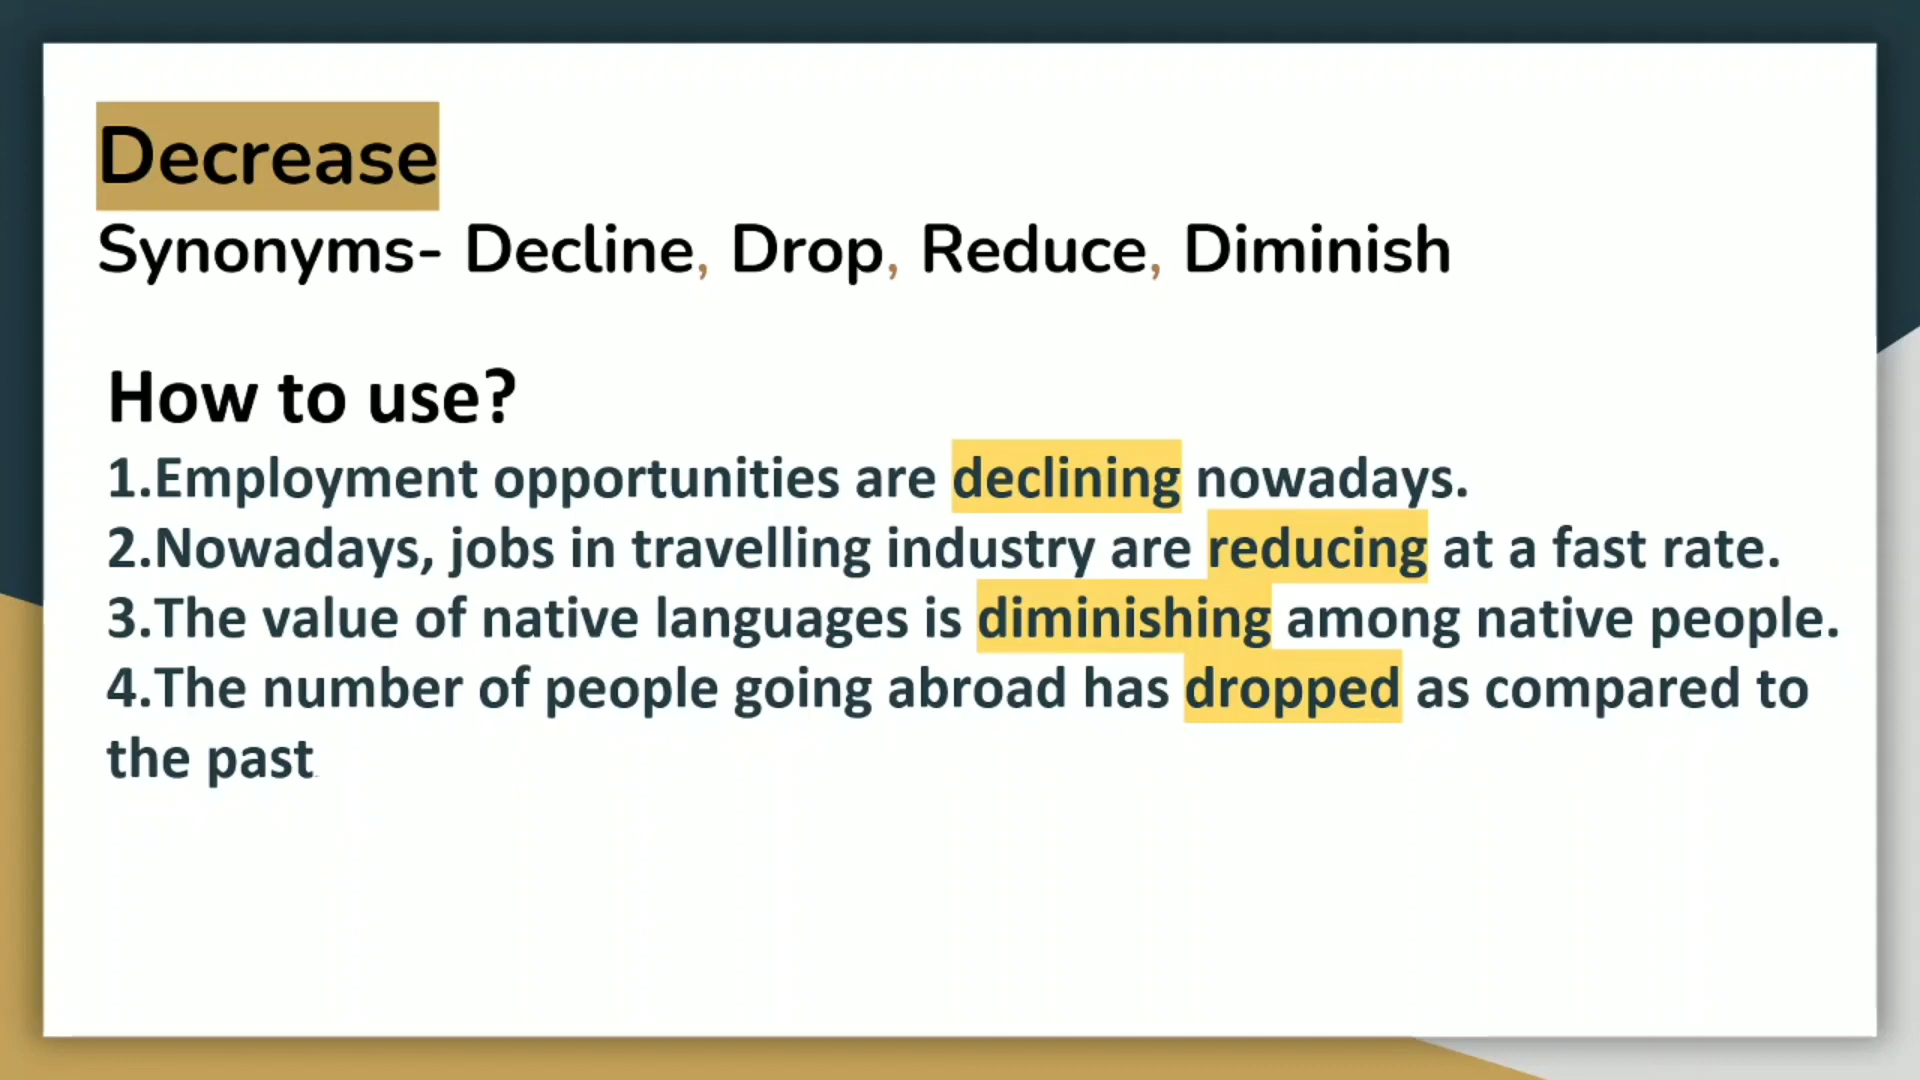 Decrease
Synonyms- Decline, Drop, Reduce, Diminish
How to use?
1.Employment opportunities are declining nowadays.
2.Nowadays, jobs in travelling industry are reducing at a fast rate.
3.The value of native languages is diminishing among native people.
4.The number of people going abroad has dropped as compared to
the past.